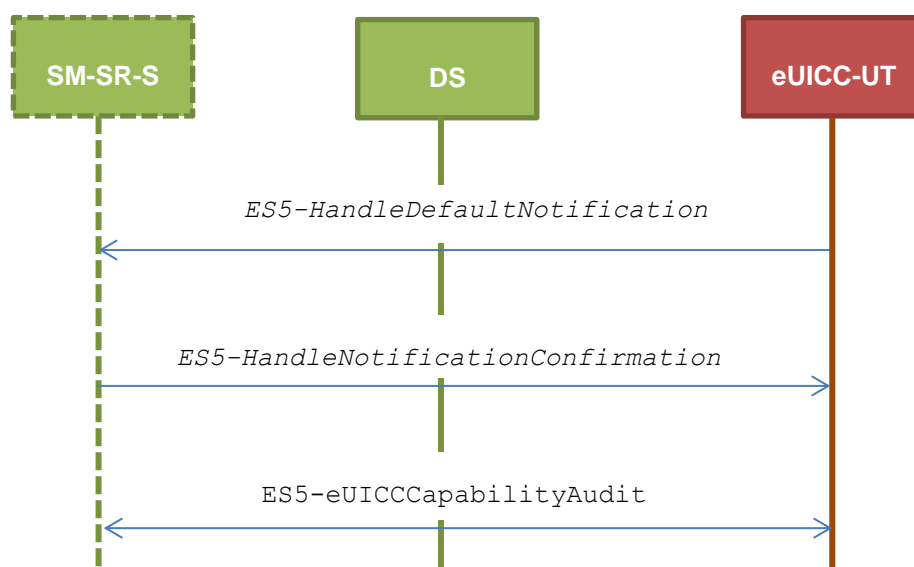 SM-SR-S
DS
eUICC-UT
ES5-HandleDefaultNotification
ES5-HandleNotificationConfirmation
ES5-eUICCCapabilityAudit